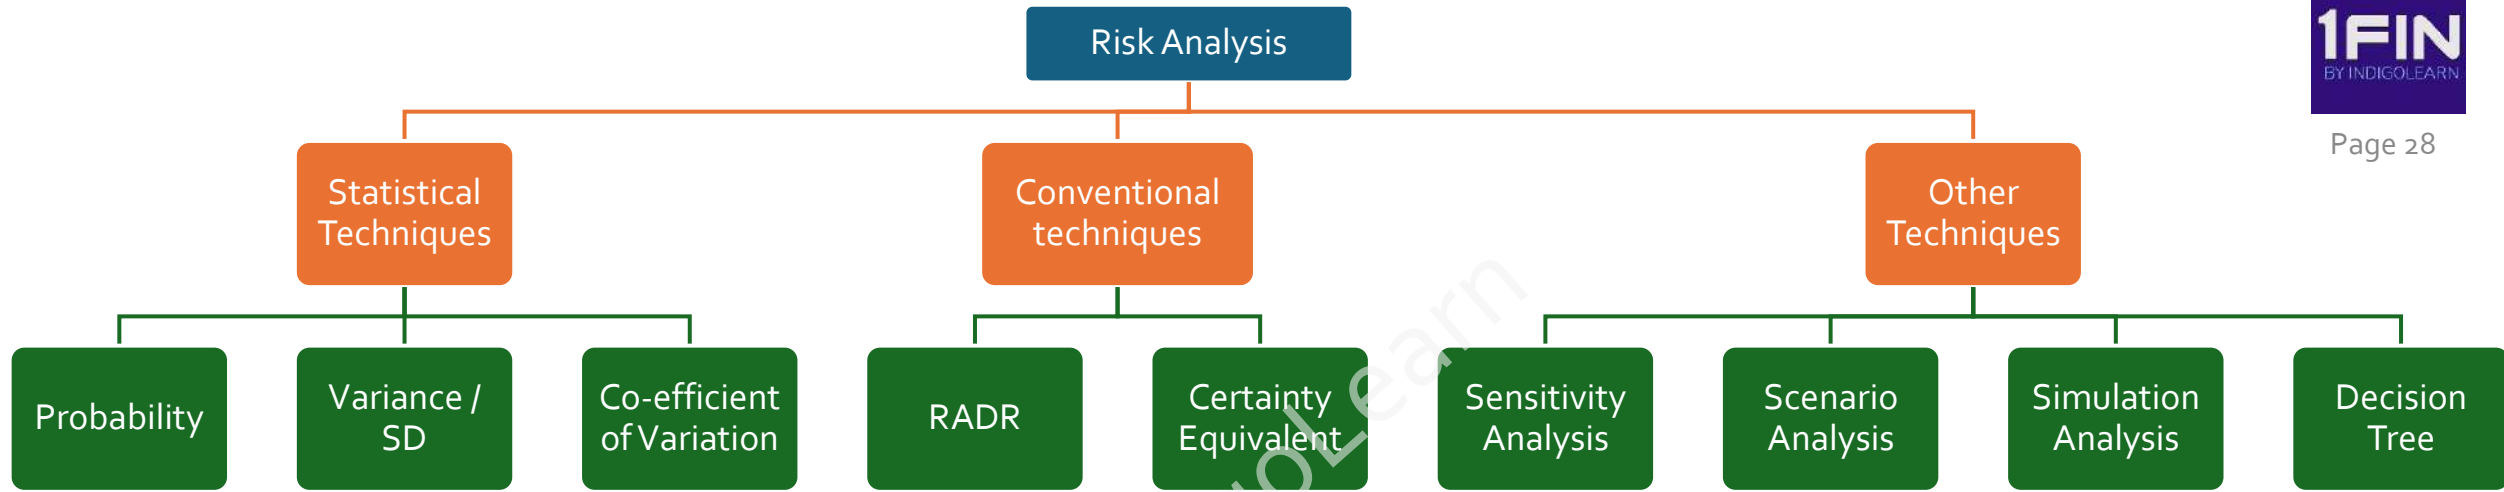 Risk Analysis
1FIN
BY INDIGOLEARN
Page 28
Statistical
Techniques
Conventional
techniques
Other
Techniques
Probability
Variance /
SD
Co-efficient
of Variation
RADR
Certainty
Equivalent
Sensitivity
Analysis
Scenario
Analysis
Simulation
Analysis
Decision
Tree